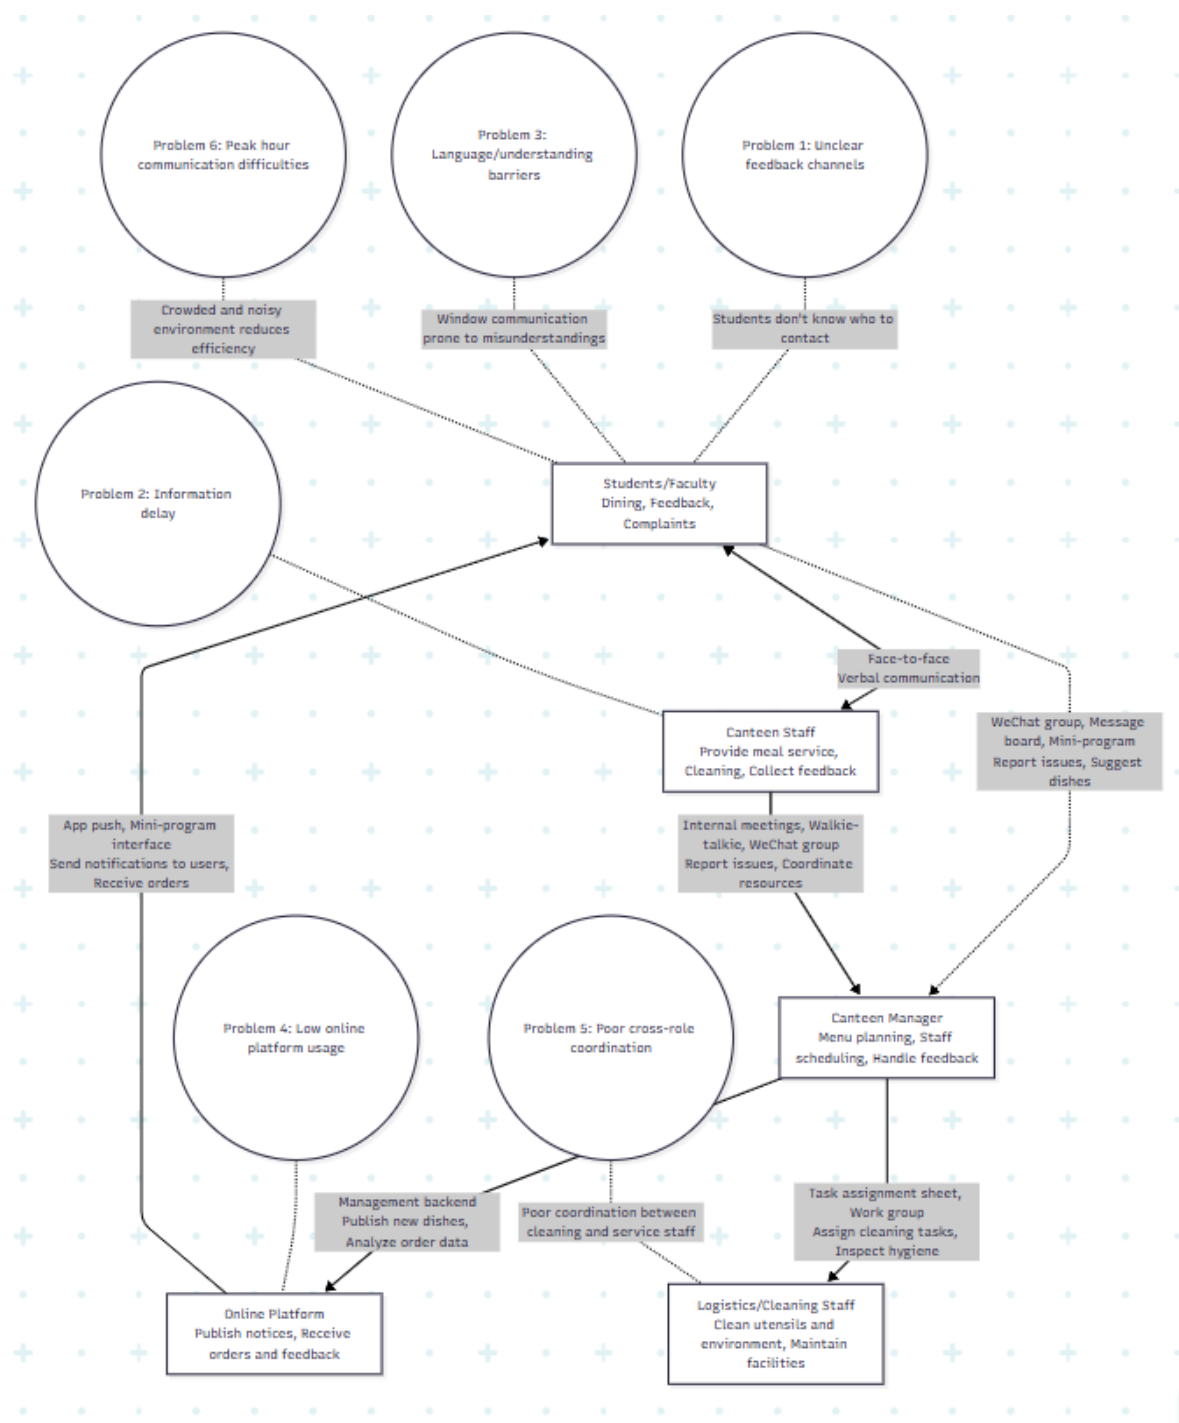 Problem 6: Peak hour
communication difficulties
Problem 3:
Language/understanding
barriers
Problem 1: Unclear
feedback channels
Crowded and noisy
environment reduces
efficiency
Window communication
prone to misunderstandings
Students don't know who to
contact
Problem 2: Information
delay
Students/Faculty
Dining, Feedback,
Complaints
Face-to-face
Verbal communication
Canteen Staff
Provide meal service,
Cleaning, Collect feedback
WeChat group, Message
board, Mini-program
Report issues, Suggest
dishes
App push, Mini-program
interface
Send notifications to users,
Receive orders
Internal meetings, Walkie-
talkie, WeChat group
Report issues, Coordinate
resources
Problem 4: Low online
platform usage
Problem 5: Poor cross-role
coordination
Canteen Manager
Menu planning, Staff
scheduling, Handle feedback
Management backend
Publish new dishes,
Analyze order data
Poor coordination between
cleaning and service staff
Task assignment sheet,
Work group
Assign cleaning tasks,
Inspect hygiene
Online Platform
Publish notices, Receive
orders and feedback
Logistics/Cleaning Staff
Clean utensils and
environment, Maintain
facilities